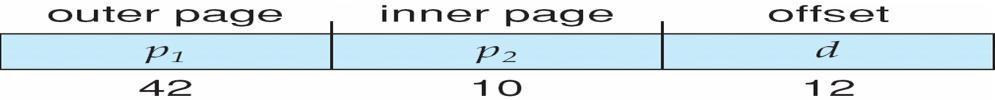 outer page inner page offset
p1 p2 d
42 10 12